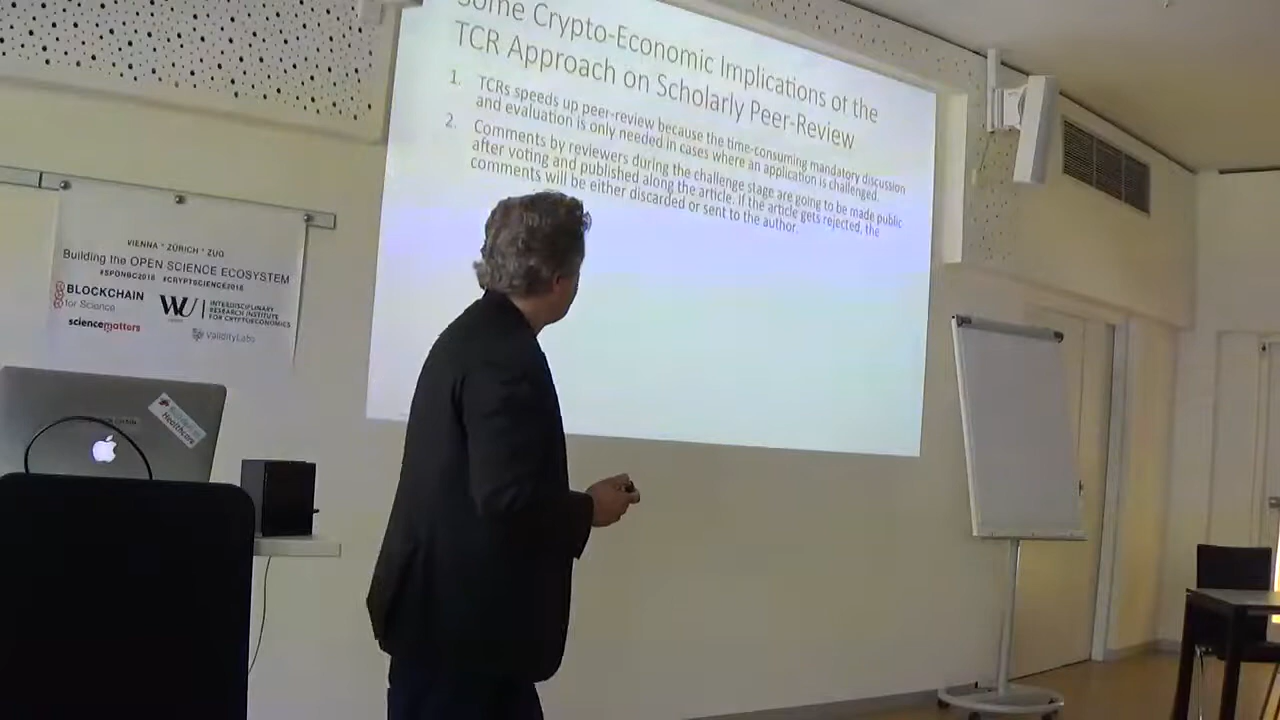 Some Crypto-Economic Implications of the
TCR Approach on Scholarly Peer-Review
1. TCRs speeds up peer-review because the time-consuming mandatory discussion
and evaluation is only needed in cases where an application is challenged.
2. Comments by reviewers during the challenge stage are going to be made public
after voting and published along the article. If the article gets rejected, the
comments will be either discarded or sent to the author.
VIENNA * ZÜRICH * ZUG
Building the OPEN SCIENCE ECOSYSTEM
#SPONBC2018 #CRYPTSCIENCE2018
BLOCKCHAIN
for Science
WU
INTERDISCIPLINARY
RESEARCH INSTITUTE
FOR CRYPTOECONOMICS
sciencematters
ValidityLabs
Healthcare